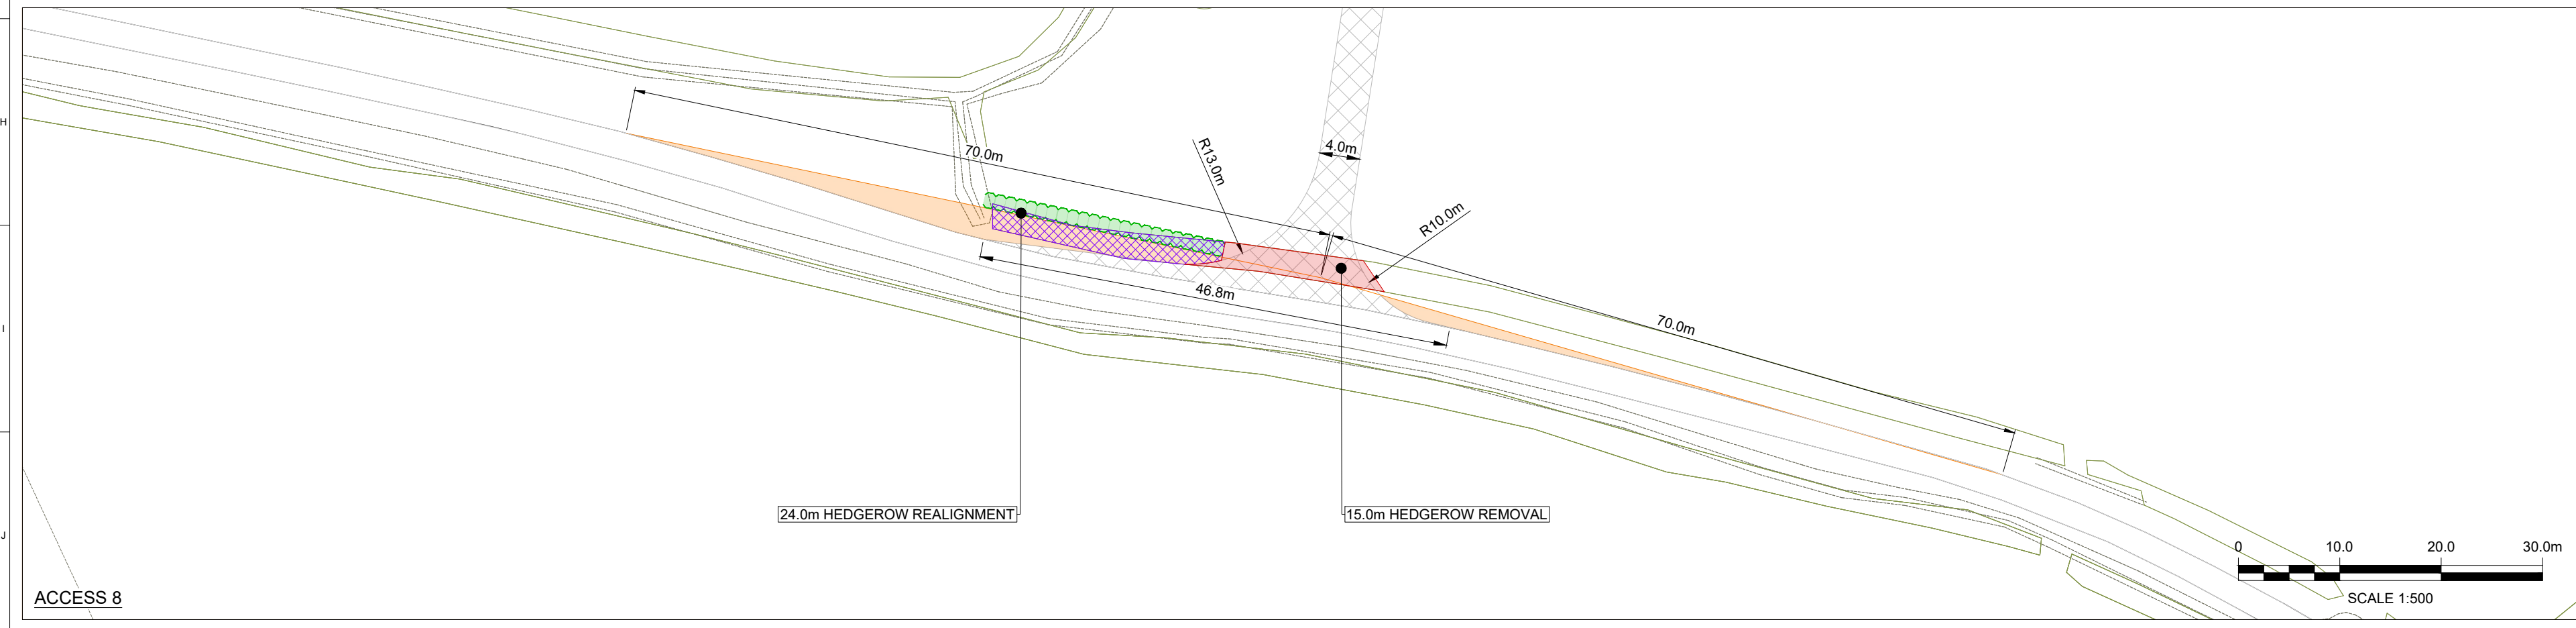 H
70.0m
R13.0m
4.0m
R10.0m
46.8m
I
70.0m
24.0m HEDGEROW REALIGNMENT
15.0m HEDGEROW REMOVAL
J
0 10.0 20.0 30.0m
SCALE 1:500
ACCESS 8